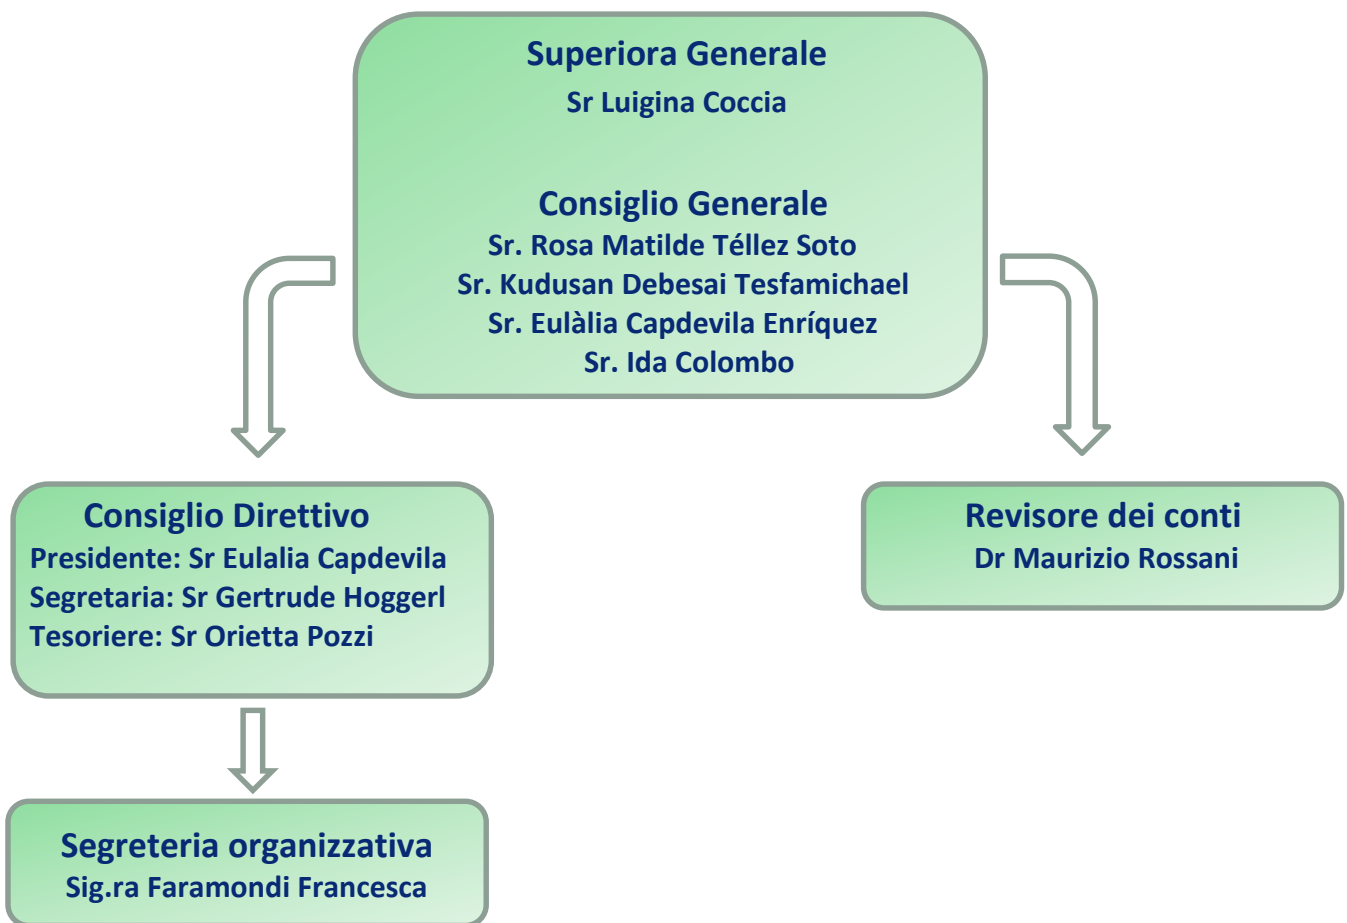 Superiora Generale
Sr Luigina Coccia
Consiglio Generale
Sr. Rosa Matilde Téllez Soto
Sr. Kudusan Debesai Tesfamichael
Sr. Eulàlia Capdevila Enríquez
Sr. Ida Colombo
Consiglio Direttivo
Presidente: Sr Eulalia Capdevila
Segretaria: Sr Gertrude Hoggerl
Tesoriere: Sr Orietta Pozzi
Revisore dei conti
Dr Maurizio Rossani
Segreteria organizzativa
Sig.ra Faramondi Francesca